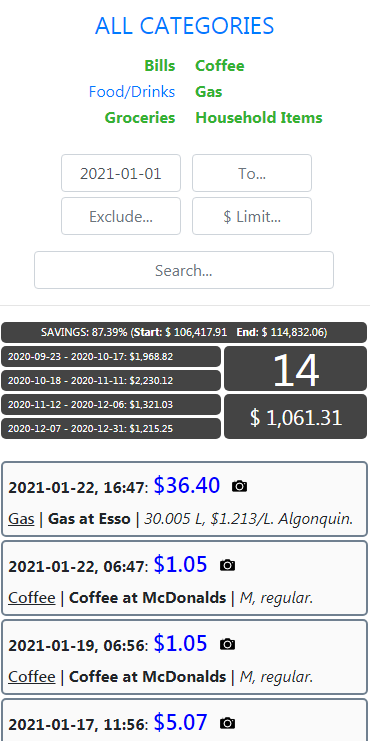 ALL CATEGORIES
Bills Coffee
Food/Drinks Gas
Groceries Household Items
2021-01-01 To...
Exclude... $ Limit...
Search...
SAVINGS: 87.39% (Start: $ 106,417.91 End: $ 114,832.06)
2020-09-23 - 2020-10-17: $1,968.82
2020-10-18 - 2020-11-11: $2,230.12
14
2020-11-12 - 2020-12-06: $1,321.03
2020-12-07 - 2020-12-31: $1,215.25
$ 1,061.31
2021-01-22, 16:47: $36.40
Gas | Gas at Esso | 30.005 L, $1.213/L. Algonquin.
2021-01-22, 06:47: $1.05
Coffee | Coffee at McDonalds | M, regular.
2021-01-19, 06:56: $1.05
Coffee | Coffee at McDonalds | M, regular.
2021-01-17, 11:56: $5.07